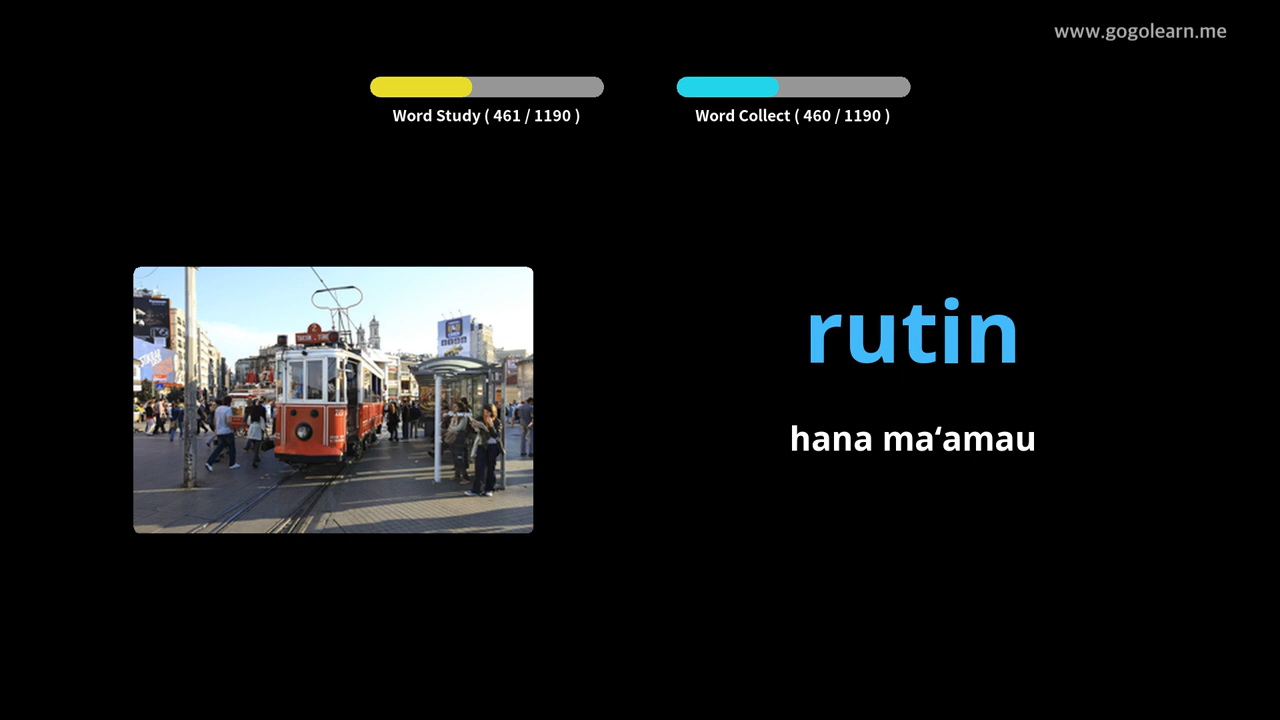 www.gogolearn.me
Word Study ( 461 / 1190 )
Word Collect ( 460 / 1190 )
rutin
hana maʻamau